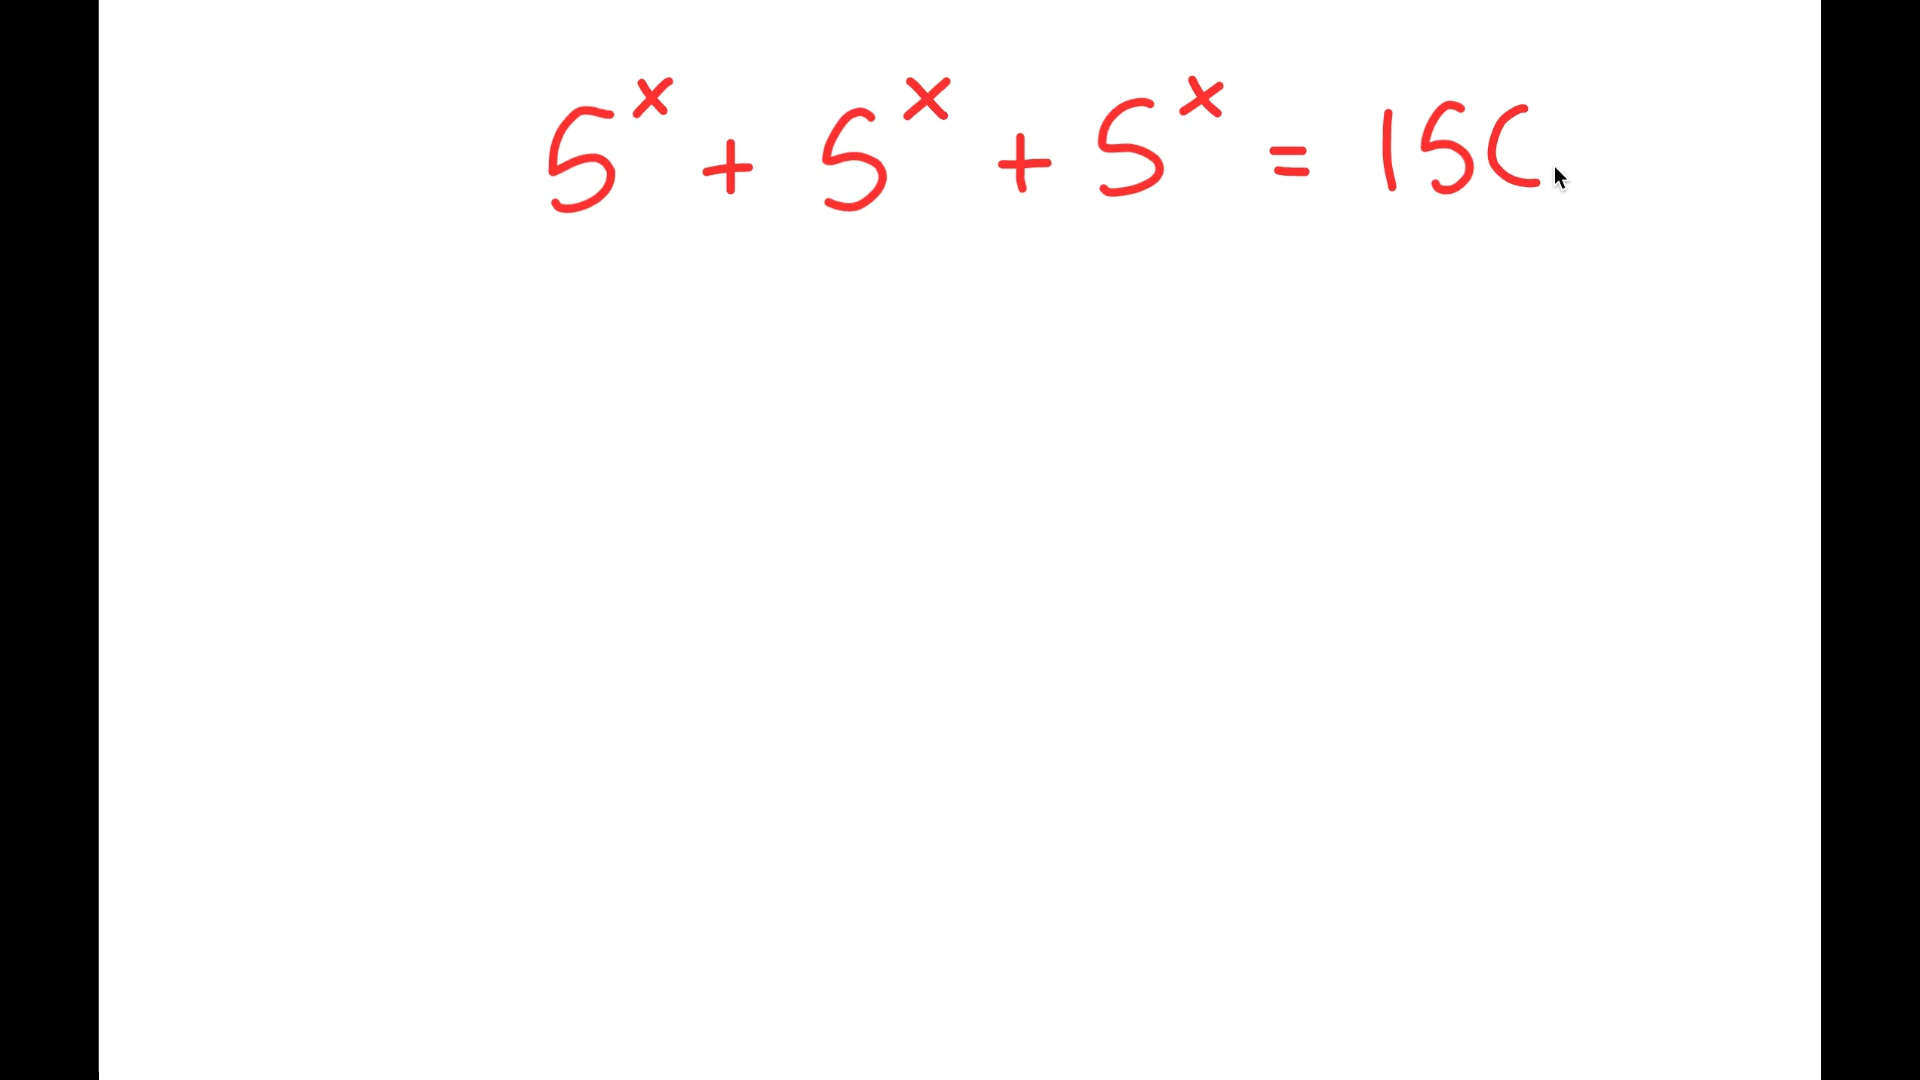 5^x + 5^x + 5^x = 15C